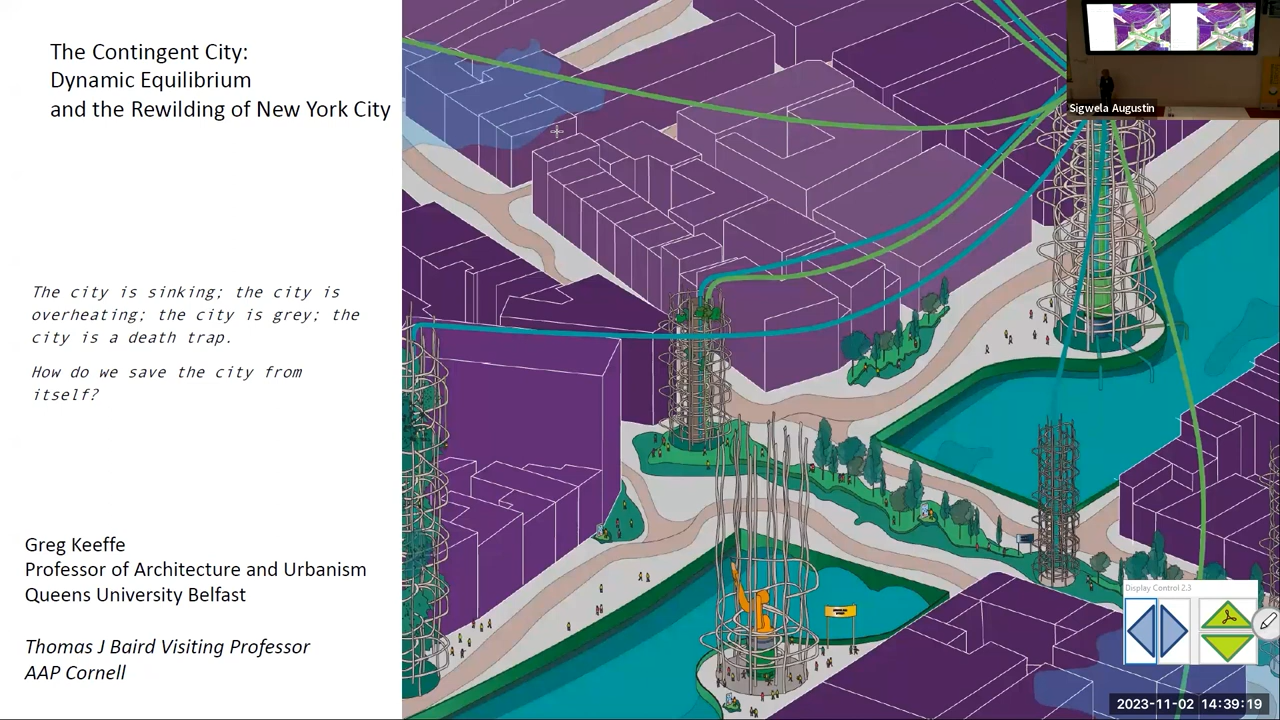 The Contingent City:
Dynamic Equilibrium
and the Rewilding of New York City
The city is sinking; the city is
overheating; the city is grey; the
city is a death trap.
How do we save the city from
itself?
Greg Keeffe
Professor of Architecture and Urbanism
Queens University Belfast
Thomas J Baird Visiting Professor
AAP Cornell
Sigwela Augustin
Display Control 2.3
2023-11-02 14:39:19